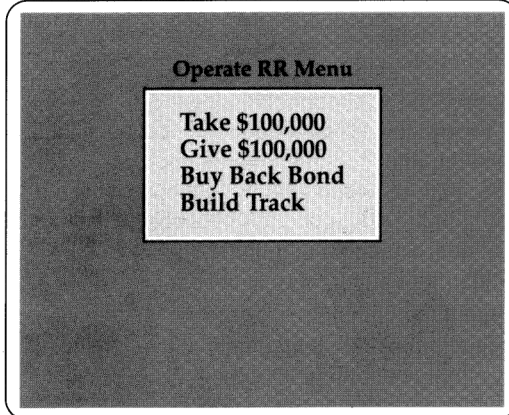 Operate RR Menu
Take $100,000
Give $100,000
Buy Back Bond
Build Track